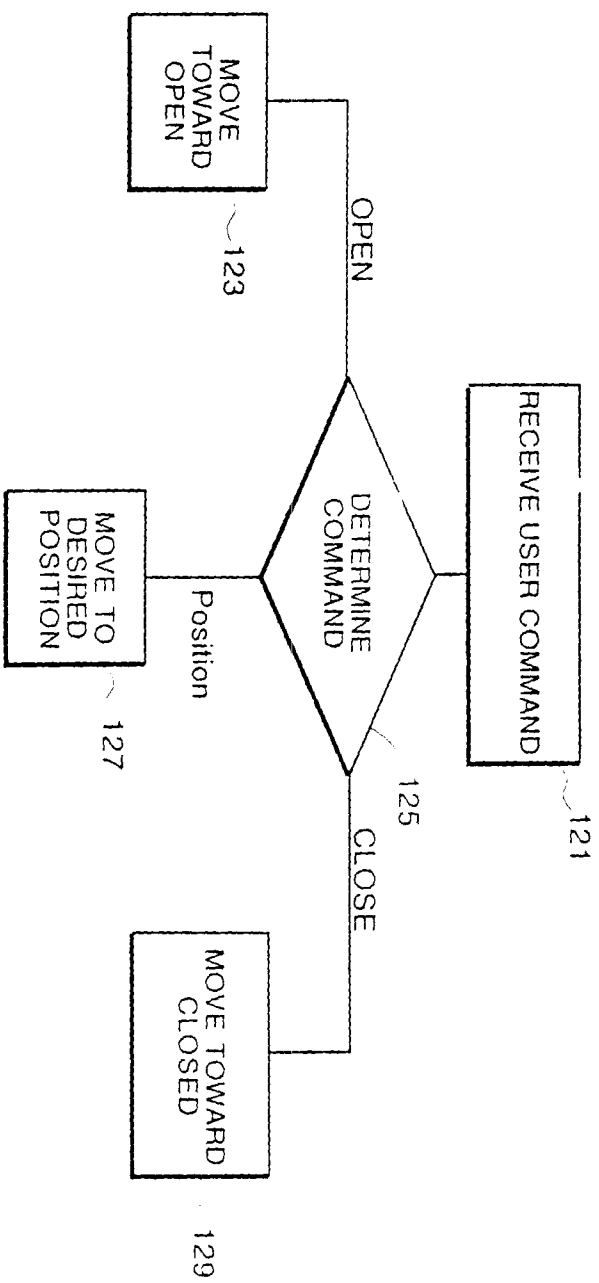 RECEIVE USER COMMAND
121
DETERMINE
COMMAND
125
OPEN
CLOSE
Position
MOVE
TOWARD
OPEN
123
MOVE TO
DESIRED
POSITION
127
MOVE TOWARD
CLOSED
129